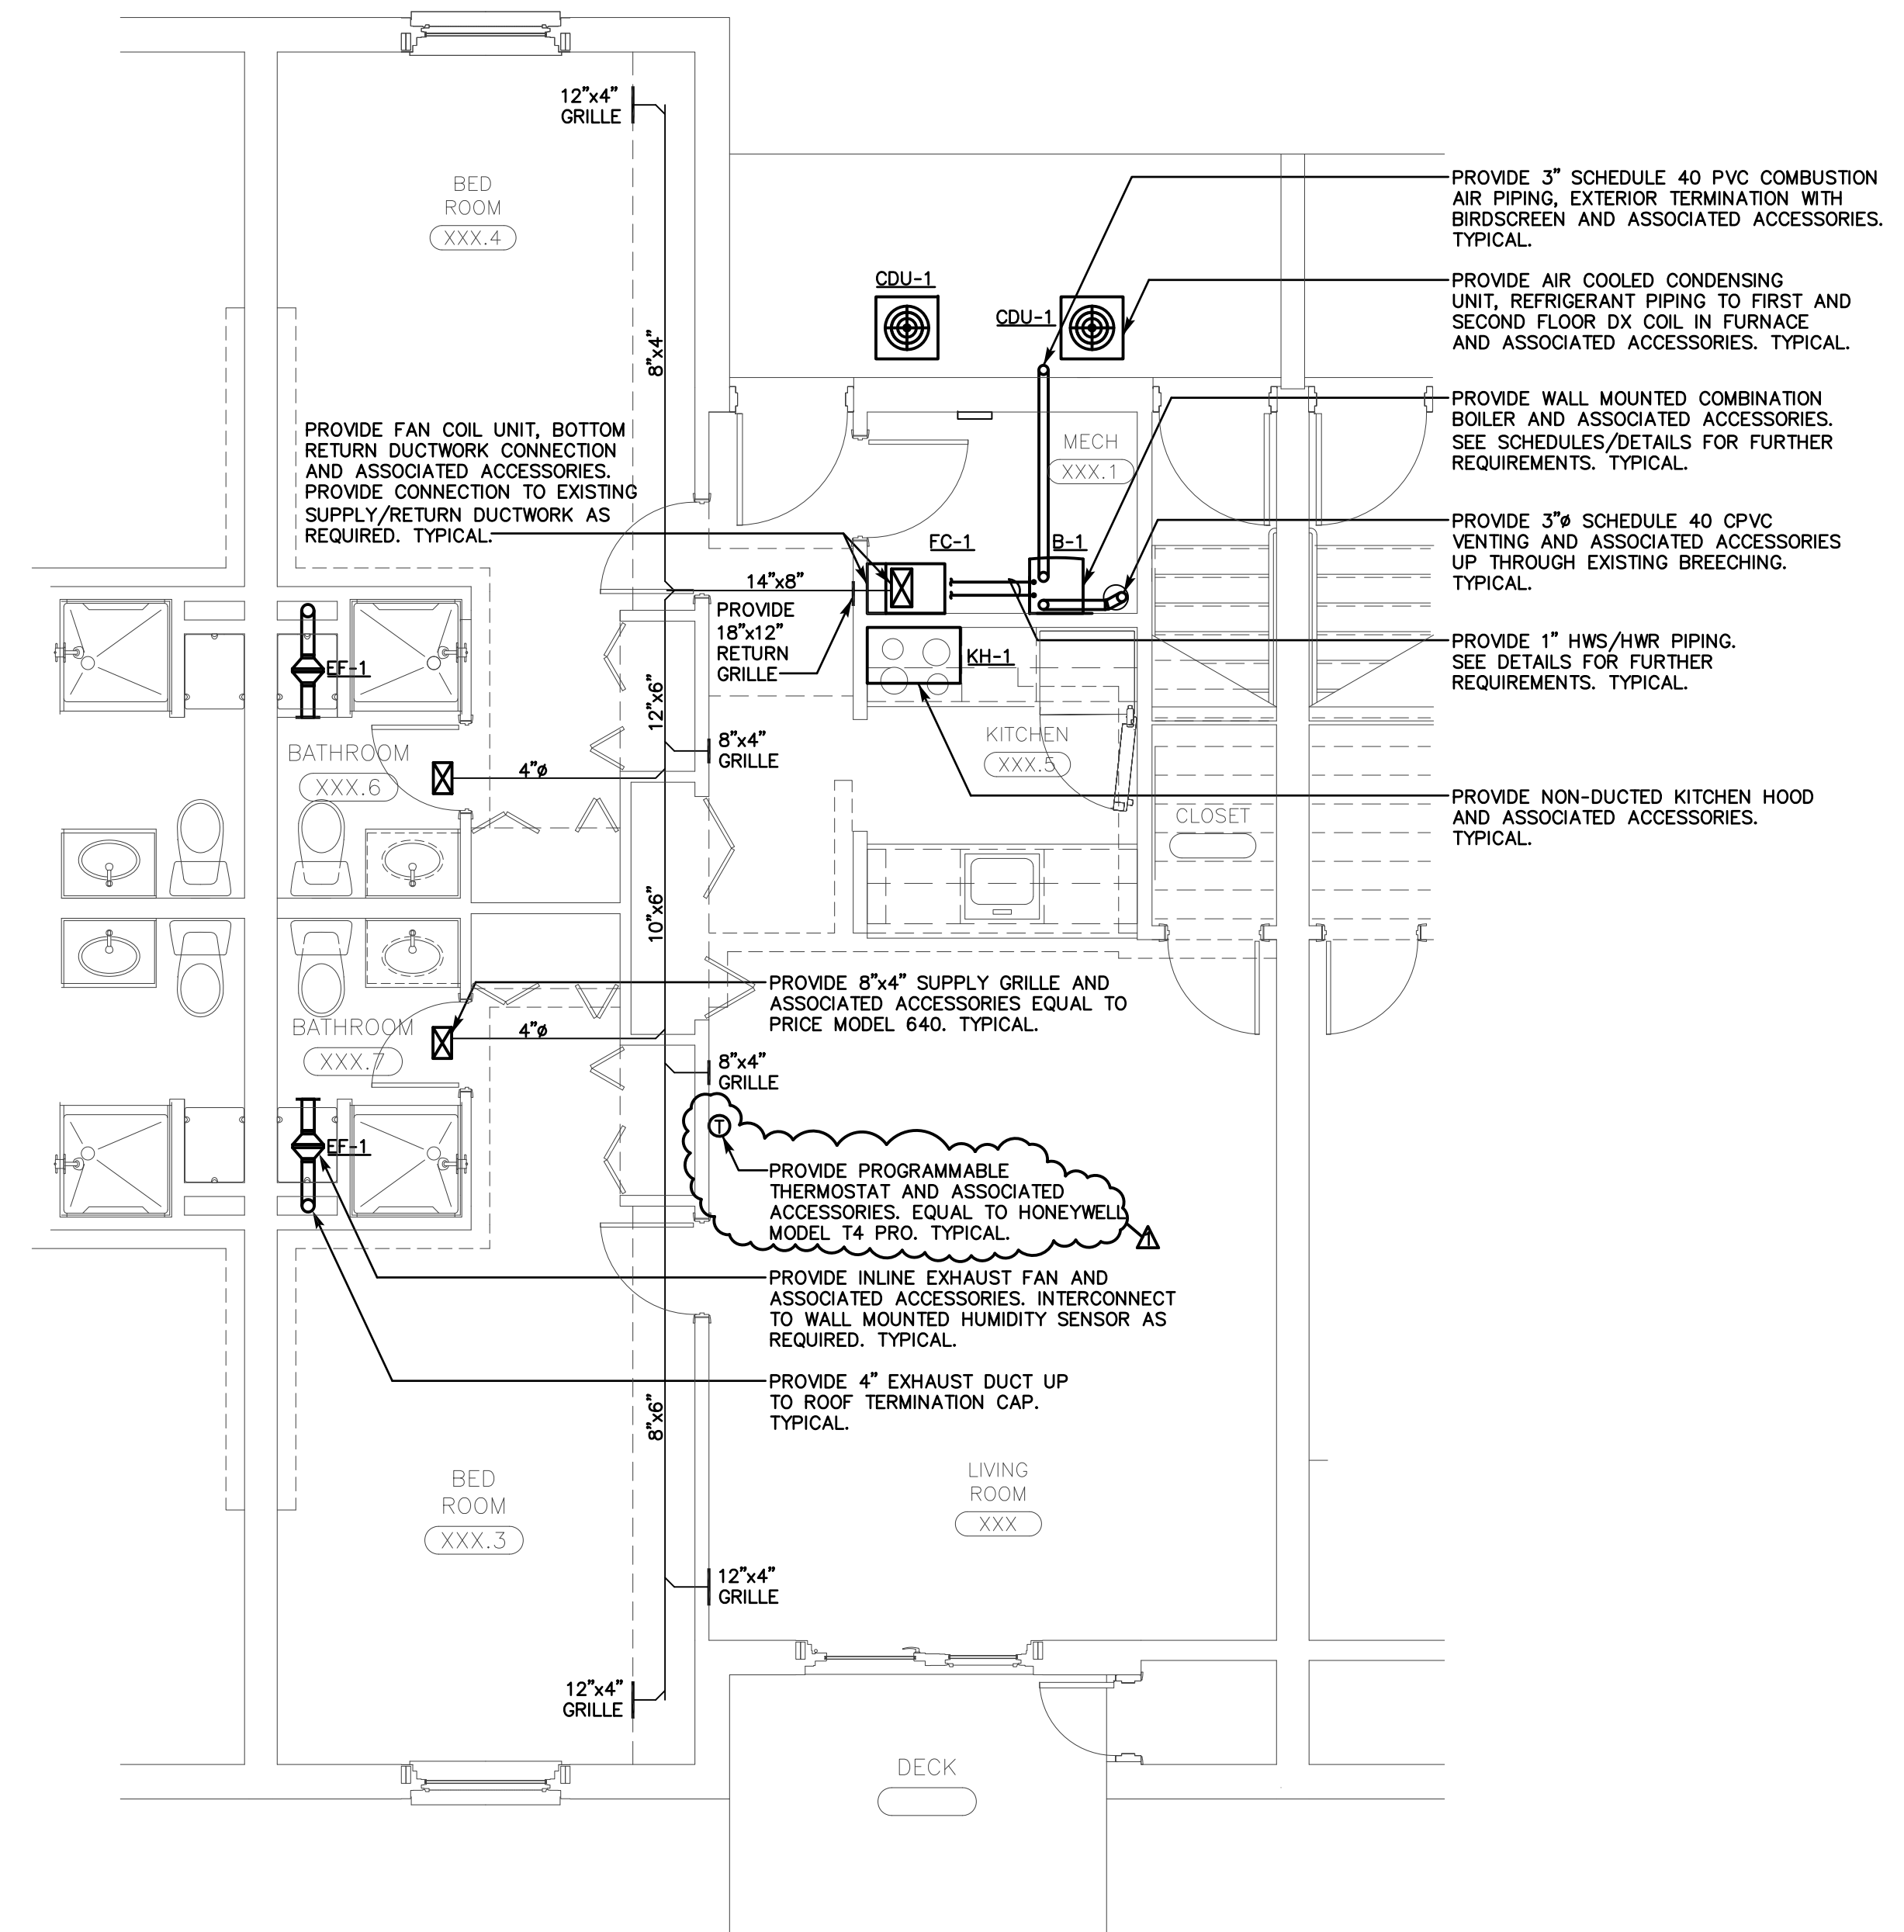 12"x4"
GRILLE
BED
ROOM
XXX.4
PROVIDE 3" SCHEDULE 40 PVC COMBUSTION
AIR PIPING, EXTERIOR TERMINATION WITH
BIRDSCREEN AND ASSOCIATED ACCESSORIES.
TYPICAL.
CDU-1
CDU-1
PROVIDE AIR COOLED CONDENSING
UNIT, REFRIGERANT PIPING TO FIRST AND
SECOND FLOOR DX COIL IN FURNACE
AND ASSOCIATED ACCESSORIES. TYPICAL.
8"x4"
PROVIDE WALL MOUNTED COMBINATION
BOILER AND ASSOCIATED ACCESSORIES.
SEE SCHEDULES/DETAILS FOR FURTHER
REQUIREMENTS. TYPICAL.
PROVIDE FAN COIL UNIT, BOTTOM
RETURN DUCTWORK CONNECTION
AND ASSOCIATED ACCESSORIES.
PROVIDE CONNECTION TO EXISTING
SUPPLY/RETURN DUCTWORK AS
REQUIRED. TYPICAL.
MECH
XXX.1
FC-1
B-1
PROVIDE 3"ø SCHEDULE 40 CPVC
VENTING AND ASSOCIATED ACCESSORIES
UP THROUGH EXISTING BREECHING.
TYPICAL.
14"x8"
PROVIDE
18"x12"
RETURN
GRILLE
KH-1
PROVIDE 1" HWS/HWR PIPING.
SEE DETAILS FOR FURTHER
REQUIREMENTS. TYPICAL.
EF-1
12"x6"
8"x4"
GRILLE
KITCHEN
XXX.5
BATHROOM
XXX.6
4"ø
PROVIDE NON-DUCTED KITCHEN HOOD
AND ASSOCIATED ACCESSORIES.
TYPICAL.
CLOSET
10"x6"
PROVIDE 8"x4" SUPPLY GRILLE AND
ASSOCIATED ACCESSORIES EQUAL TO
PRICE MODEL 640. TYPICAL.
BATHROOM
XXX.7
4"ø
8"x4"
GRILLE
T
EF-1
PROVIDE PROGRAMMABLE
THERMOSTAT AND ASSOCIATED
ACCESSORIES. EQUAL TO HONEYWELL
MODEL T4 PRO. TYPICAL.
1
PROVIDE INLINE EXHAUST FAN AND
ASSOCIATED ACCESSORIES. INTERCONNECT
TO WALL MOUNTED HUMIDITY SENSOR AS
REQUIRED. TYPICAL.
PROVIDE 4" EXHAUST DUCT UP
TO ROOF TERMINATION CAP.
TYPICAL.
8"x6"
BED
ROOM
XXX.3
LIVING
ROOM
XXX
12"x4"
GRILLE
12"x4"
GRILLE
DECK